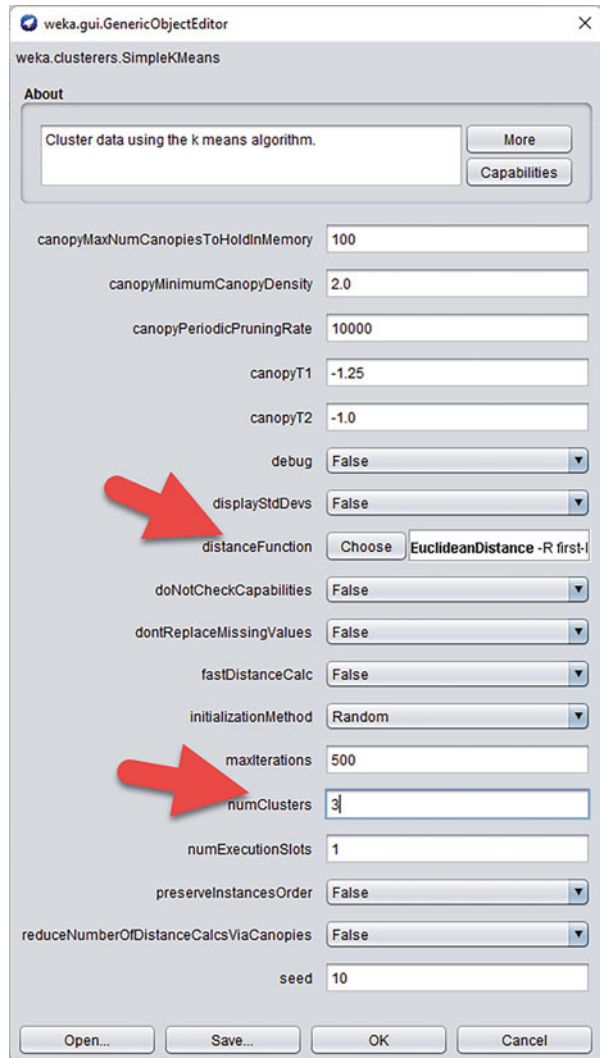 weka.gui.GenericObjectEditor
weka.clusterers.SimpleKMeans
About
Cluster data using the k means algorithm.
More
Capabilities
canopyMaxNumCanopiesToHoldInMemory 100
canopyMinimumCanopyDensity 2.0
canopyPeriodicPruningRate 10000
canopyT1 -1.25
canopyT2 -1.0
debug False
displayStdDevs False
distanceFunction Choose EuclideanDistance -R first-l
doNotCheckCapabilities False
dontReplaceMissingValues False
fastDistanceCalc False
initializationMethod Random
maxIterations 500
numClusters 3
numExecutionSlots 1
preserveInstancesOrder False
reduceNumberOfDistanceCalcsViaCanopies False
seed 10
Open... Save... OK Cancel